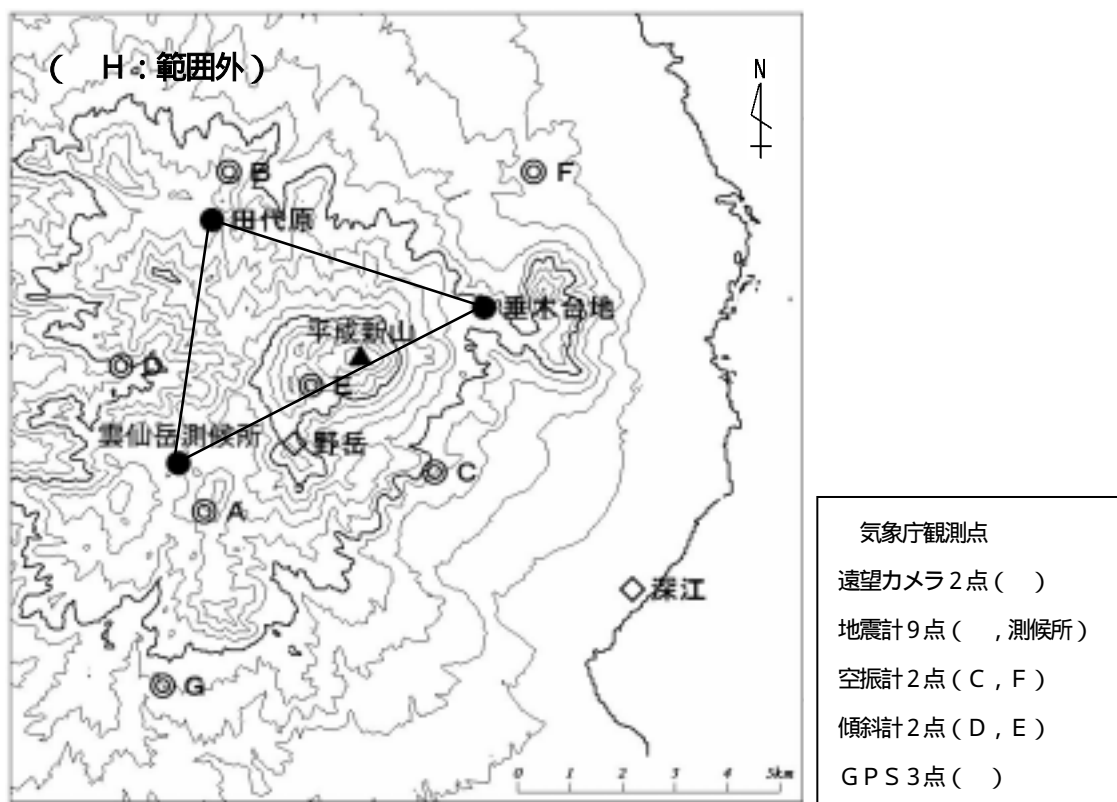 ( H:範囲外)
N
B
F
田代原
垂木台地
平成新山
D
E
雲仙岳測候所
野岳
C
A
深江
G
0 1 2 3 4 5km
気象庁観測点
遠望カメラ2点( )
地震計9点( ,測候所)
空振計2点(C,F)
傾斜計2点(D,E)
GPS3点( )